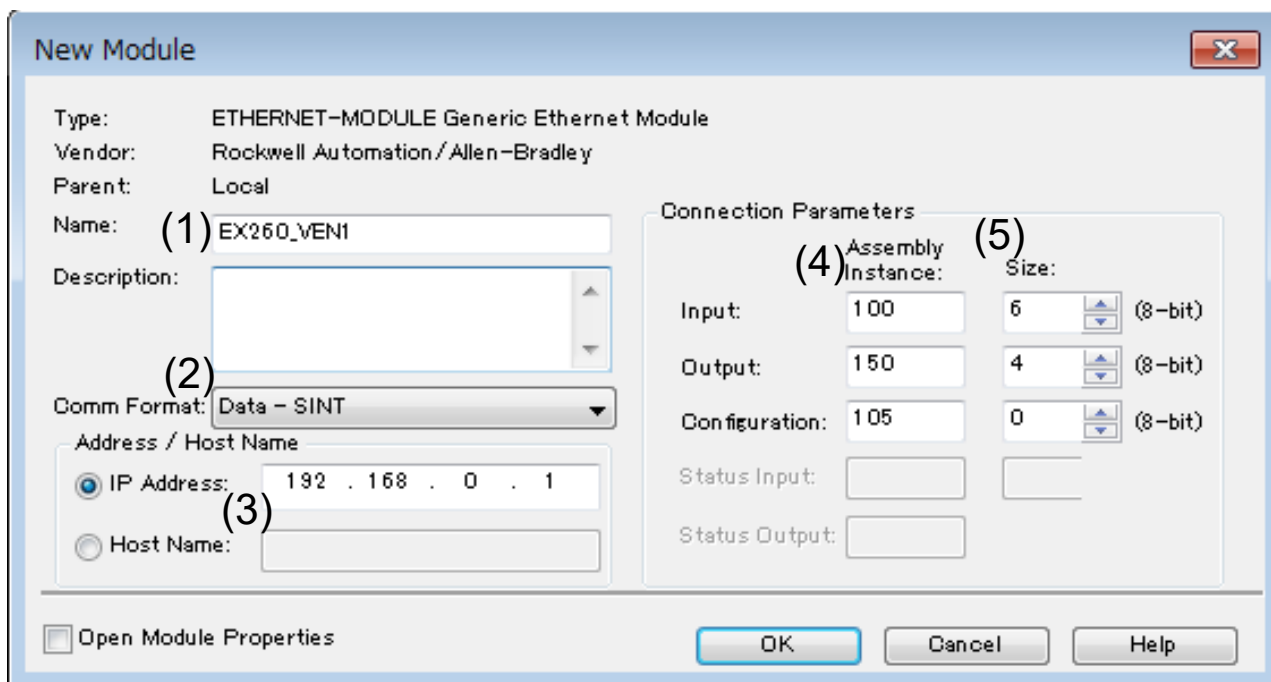 New Module
Type: ETHERNET-MODULE Generic Ethernet Module
Vendor: Rockwell Automation/Allen-Bradley
Parent: Local
Name: (1) EX260_VEN1
Description:
(2)
Comm Format: Data - SINT
Address / Host Name
IP Address: 192 . 168 . 0 . 1
(3)
Host Name:
Connection Parameters
(4) Assembly Instance:
(5) Size:
Input: 100 6 (8-bit)
Output: 150 4 (8-bit)
Configuration: 105 0 (8-bit)
Status Input:
Status Output:
Open Module Properties
OK Cancel Help